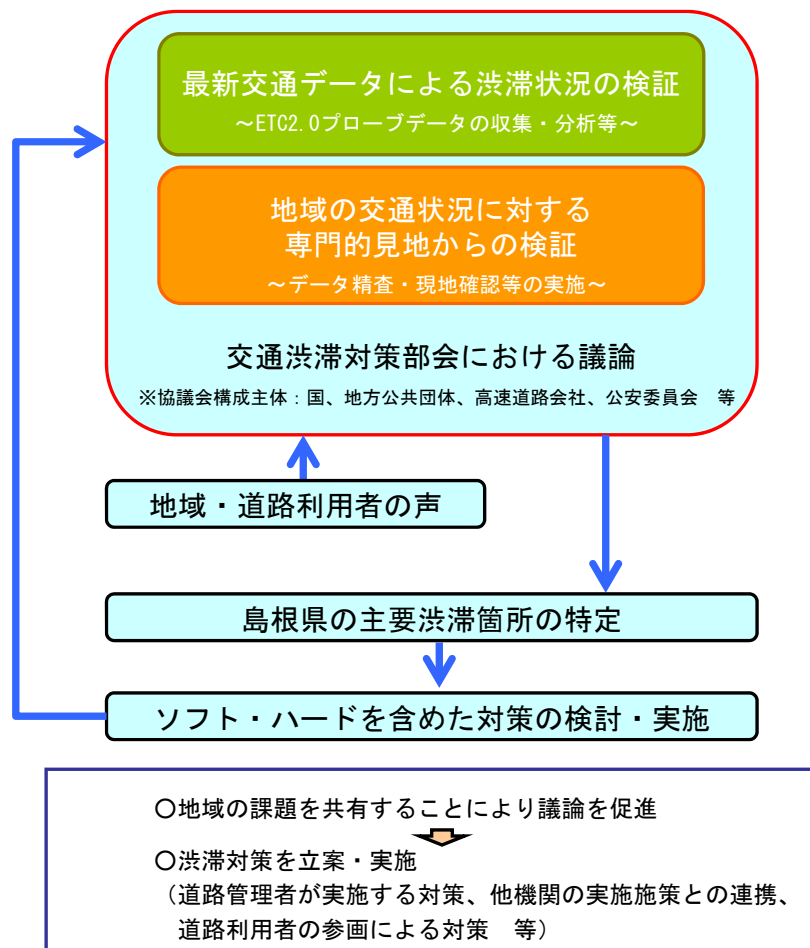 最新交通データによる渋滞状況の検証
～ETC2.0プローブデータの収集・分析等～
地域の交通状況に対する
専門的見地からの検証
～データ精査・現地確認等の実施～
交通渋滞対策部会における議論
※協議会構成主体：国、地方公共団体、高速道路会社、公安委員会　等
地域・道路利用者の声
島根県の主要渋滞箇所の特定
ソフト・ハードを含めた対策の検討・実施
〇地域の課題を共有することにより議論を促進
〇渋滞対策を立案・実施
（道路管理者が実施する対策、他機関の実施施策との連携、
道路利用者の参画による対策　等）